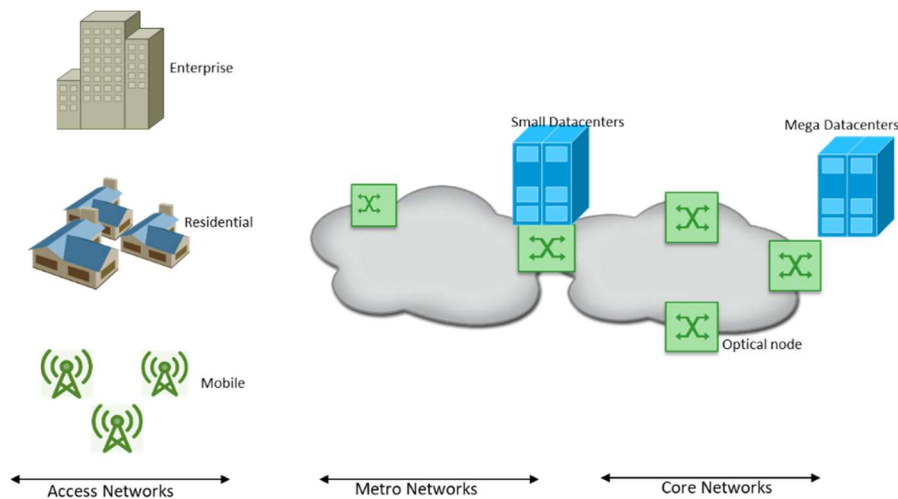 Enterprise
Small Datacenters
Mega Datacenters
Residential
Optical node
Mobile
Access Networks
Metro Networks
Core Networks